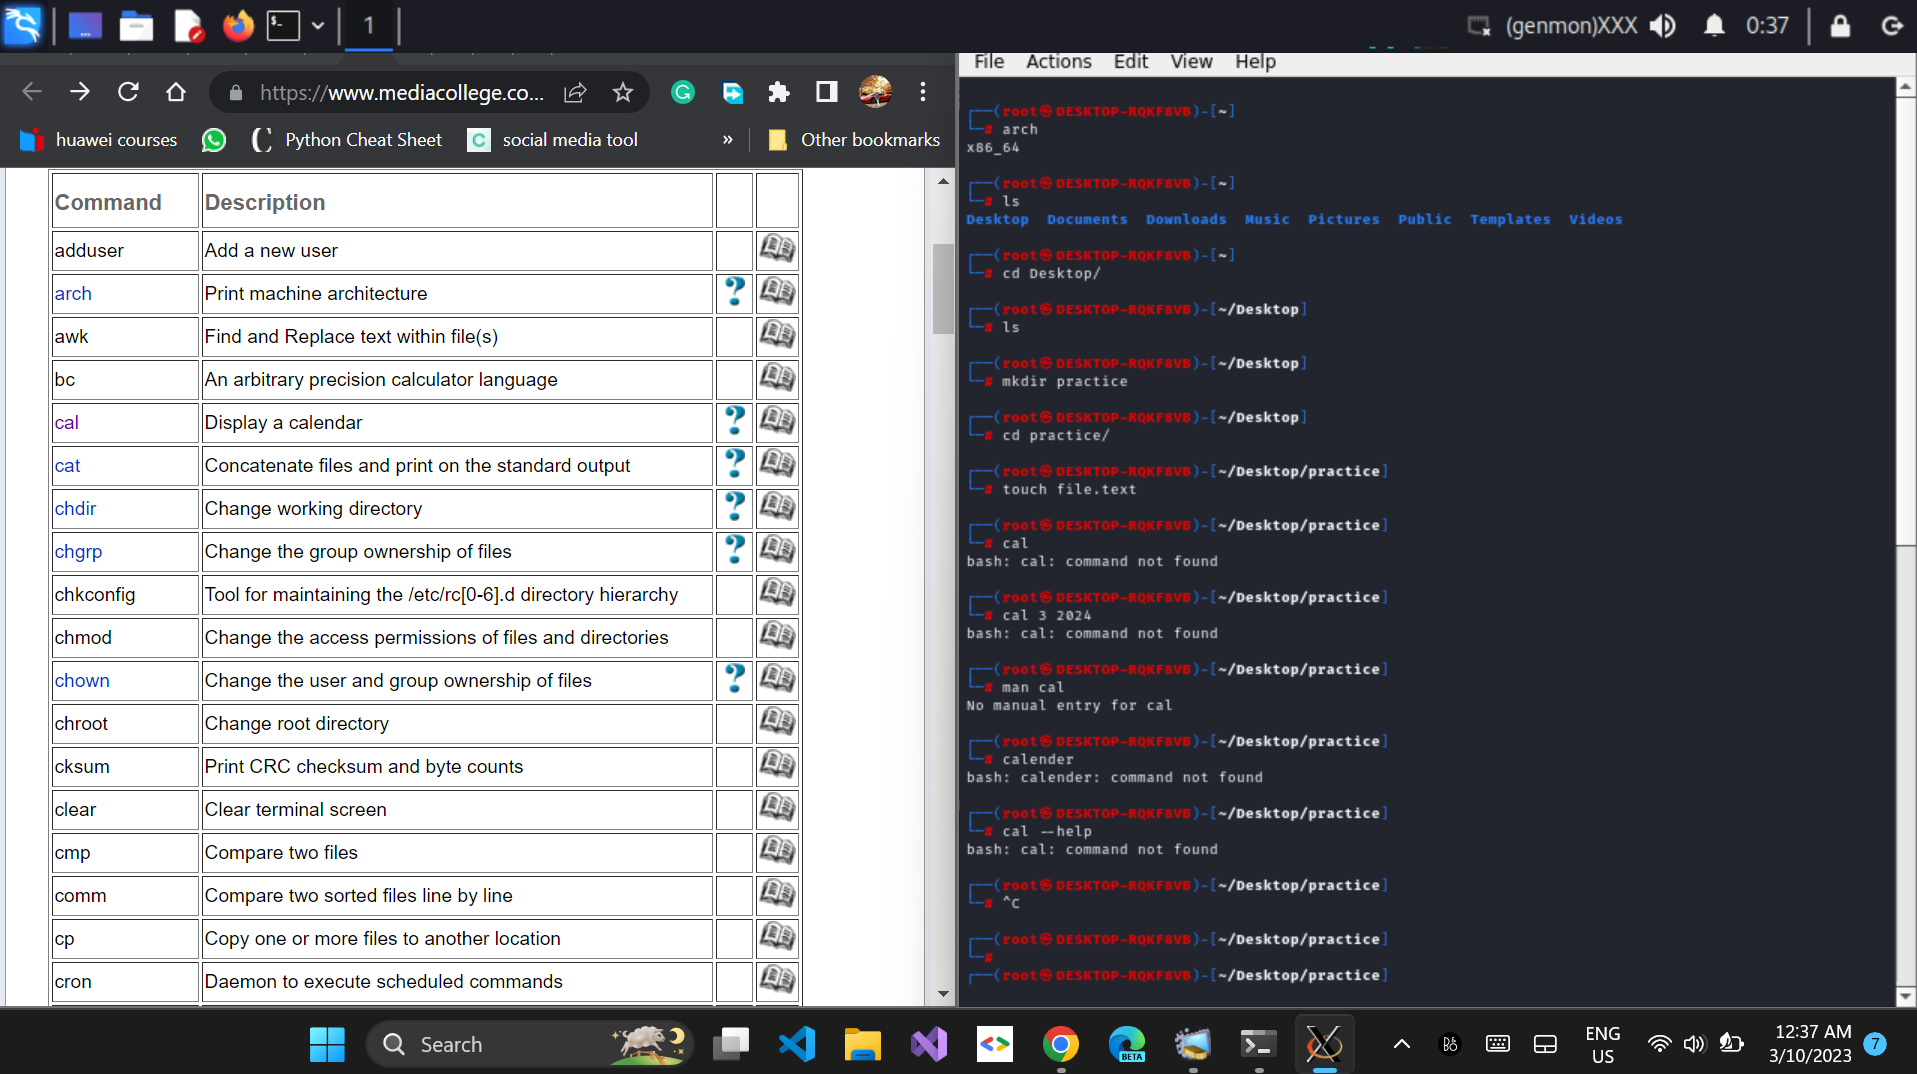 1
(genmon)XXX
0:37
https://www.mediacollege.co...
huawei courses
Python Cheat Sheet
social media tool
»
Other bookmarks
Command Description
adduser Add a new user
arch Print machine architecture
awk Find and Replace text within file(s)
bc An arbitrary precision calculator language
cal Display a calendar
cat Concatenate files and print on the standard output
chdir Change working directory
chgrp Change the group ownership of files
chkconfig Tool for maintaining the /etc/rc[0-6].d directory hierarchy
chmod Change the access permissions of files and directories
chown Change the user and group ownership of files
chroot Change root directory
cksum Print CRC checksum and byte counts
clear Clear terminal screen
cmp Compare two files
comm Compare two sorted files line by line
cp Copy one or more files to another location
cron Daemon to execute scheduled commands
File Actions Edit View Help
┌──(root㉿DESKTOP-RQKF8VB)-[~]
└─# arch
x86_64
┌──(root㉿DESKTOP-RQKF8VB)-[~]
└─# ls
Desktop Documents Downloads Music Pictures Public Templates Videos
┌──(root㉿DESKTOP-RQKF8VB)-[~]
└─# cd Desktop/
┌──(root㉿DESKTOP-RQKF8VB)-[~/Desktop]
└─# ls
┌──(root㉿DESKTOP-RQKF8VB)-[~/Desktop]
└─# mkdir practice
┌──(root㉿DESKTOP-RQKF8VB)-[~/Desktop]
└─# cd practice/
┌──(root㉿DESKTOP-RQKF8VB)-[~/Desktop/practice]
└─# touch file.text
┌──(root㉿DESKTOP-RQKF8VB)-[~/Desktop/practice]
└─# cal
bash: cal: command not found
┌──(root㉿DESKTOP-RQKF8VB)-[~/Desktop/practice]
└─# cal 3 2024
bash: cal: command not found
┌──(root㉿DESKTOP-RQKF8VB)-[~/Desktop/practice]
└─# man cal
No manual entry for cal
┌──(root㉿DESKTOP-RQKF8VB)-[~/Desktop/practice]
└─# calender
bash: calender: command not found
┌──(root㉿DESKTOP-RQKF8VB)-[~/Desktop/practice]
└─# cal --help
bash: cal: command not found
┌──(root㉿DESKTOP-RQKF8VB)-[~/Desktop/practice]
└─# ^C
┌──(root㉿DESKTOP-RQKF8VB)-[~/Desktop/practice]
└─#
┌──(root㉿DESKTOP-RQKF8VB)-[~/Desktop/practice]
Search
BETA
ENG
US
12:37 AM
3/10/2023
7